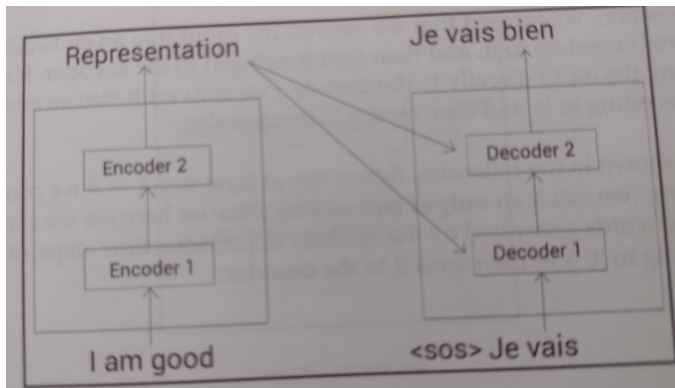 Representation
Je vais bien
Encoder 2
Decoder 2
Encoder 1
Decoder 1
I am good
<sos> Je vais